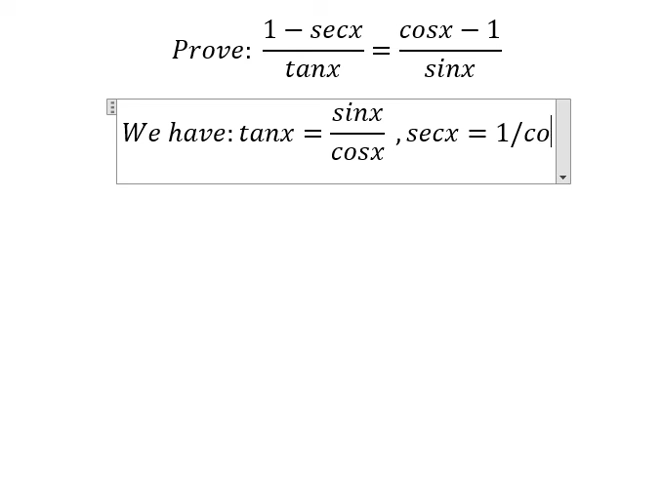 Prove: (1 − secx)/tanx = (cosx − 1)/sinx
We have: tanx = sinx/cosx , secx = 1/co